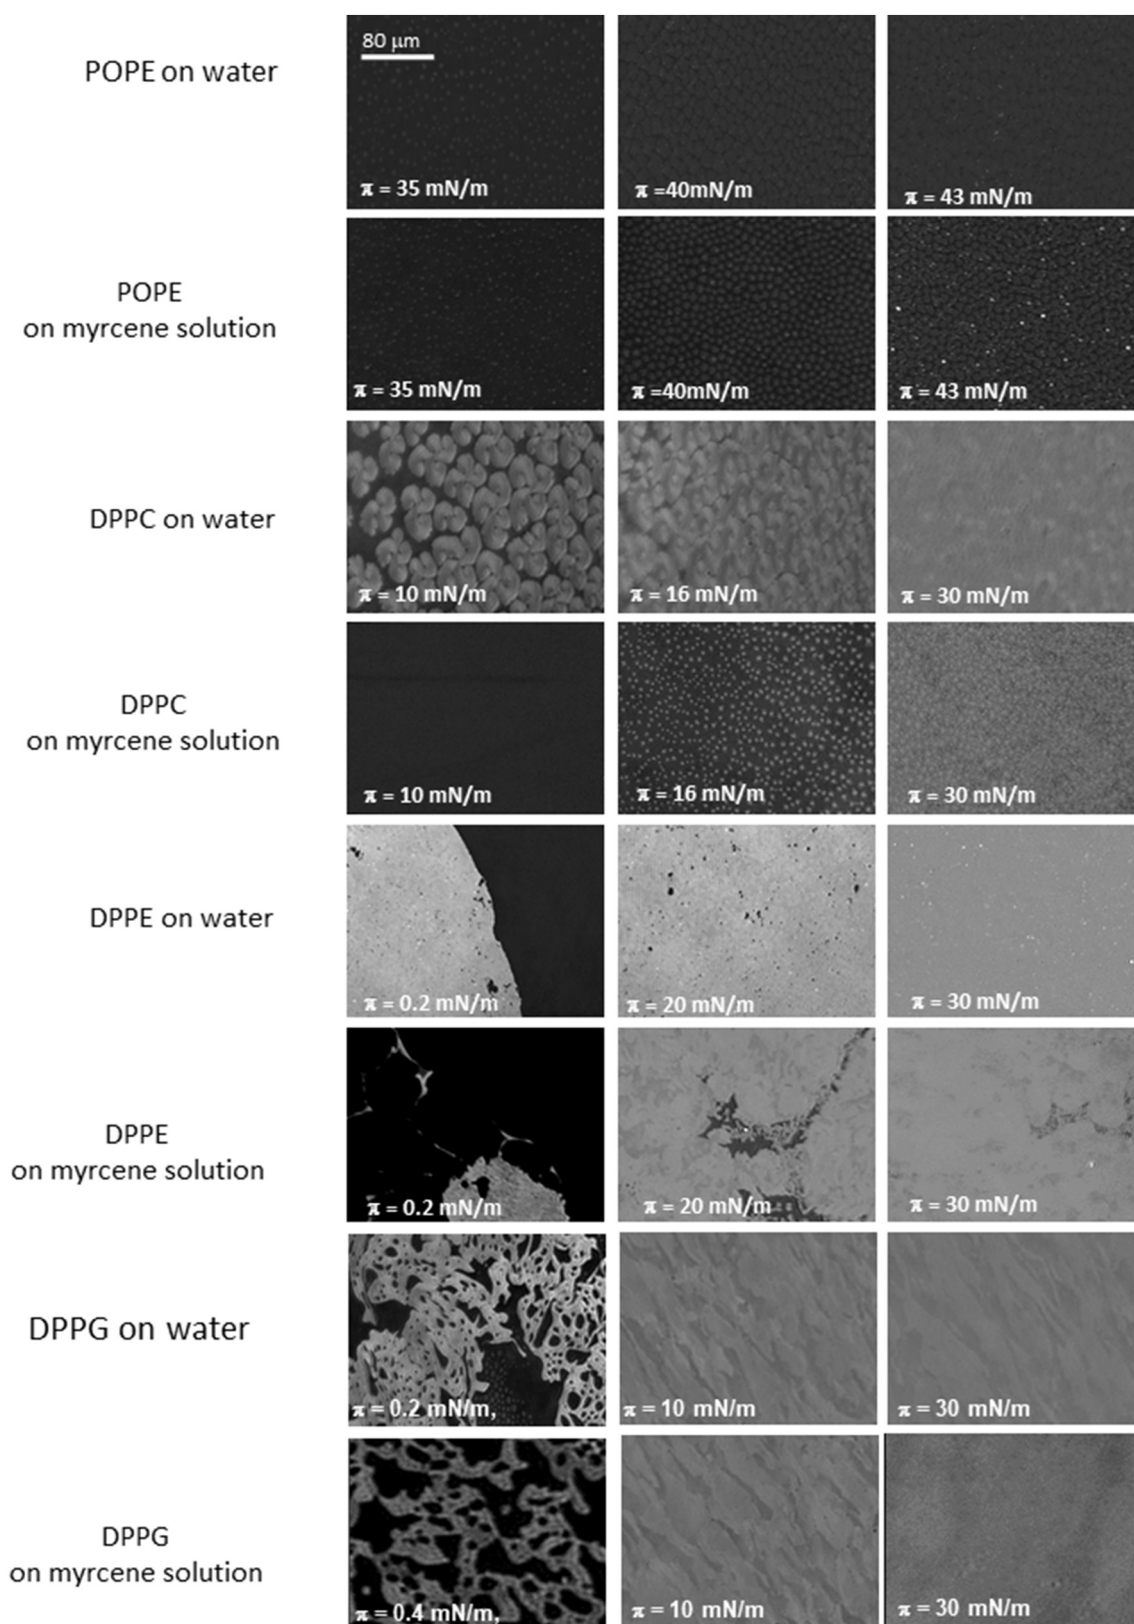 80 μm
POPE on water
π = 35 mN/m
π =40mN/m
π = 43 mN/m
POPE
on myrcene solution
π = 35 mN/m
π =40mN/m
π = 43 mN/m
DPPC on water
π = 10 mN/m
π = 16 mN/m
π = 30 mN/m
DPPC
on myrcene solution
π = 10 mN/m
π = 16 mN/m
π = 30 mN/m
DPPE on water
π = 0.2 mN/m
π = 20 mN/m
π = 30 mN/m
DPPE
on myrcene solution
π = 0.2 mN/m
π = 20 mN/m
π = 30 mN/m
DPPG on water
π = 0.2 mN/m,
π = 10 mN/m
π = 30 mN/m
DPPG
on myrcene solution
π = 0.4 mN/m,
π = 10 mN/m
π = 30 mN/m